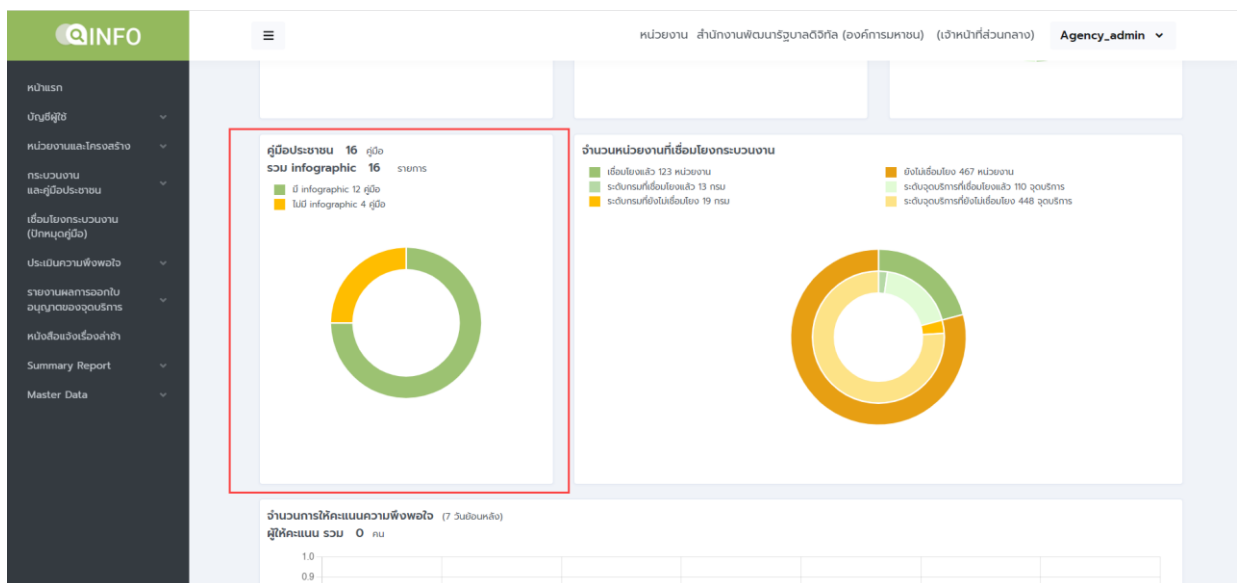 INFO
หน่วยงาน สำนักงานพัฒนารัฐบาลดิจิทัล (องค์การมหาชน) (เจ้าหน้าที่ส่วนกลาง) Agency_admin
หน้าแรก
บัญชีผู้ใช้
หน่วยงานและโครงสร้าง
กระบวนงาน
และคู่มือประชาชน
เชื่อมโยงกระบวนงาน
(ปักหมุดคู่มือ)
ประเมินความพึงพอใจ
รายงานผลการออกใบ
อนุญาตของจุดบริการ
หนังสือแจ้งเรื่องล่าช้า
Summary Report
Master Data
คู่มือประชาชน 16 คู่มือ
รวม infographic 16 รายการ
มี infographic 12 คู่มือ
ไม่มี infographic 4 คู่มือ
จำนวนหน่วยงานที่เชื่อมโยงกระบวนงาน
เชื่อมโยงแล้ว 123 หน่วยงาน
ระดับกรมที่เชื่อมโยงแล้ว 13 กรม
ระดับกรมที่ยังไม่เชื่อมโยง 19 กรม
ยังไม่เชื่อมโยง 467 หน่วยงาน
ระดับจุดบริการที่เชื่อมโยงแล้ว 110 จุดบริการ
ระดับจุดบริการที่ยังไม่เชื่อมโยง 448 จุดบริการ
จำนวนการให้คะแนนความพึงพอใจ (7 วันย้อนหลัง)
ผู้ให้คะแนน รวม 0 คน
1.0
0.9